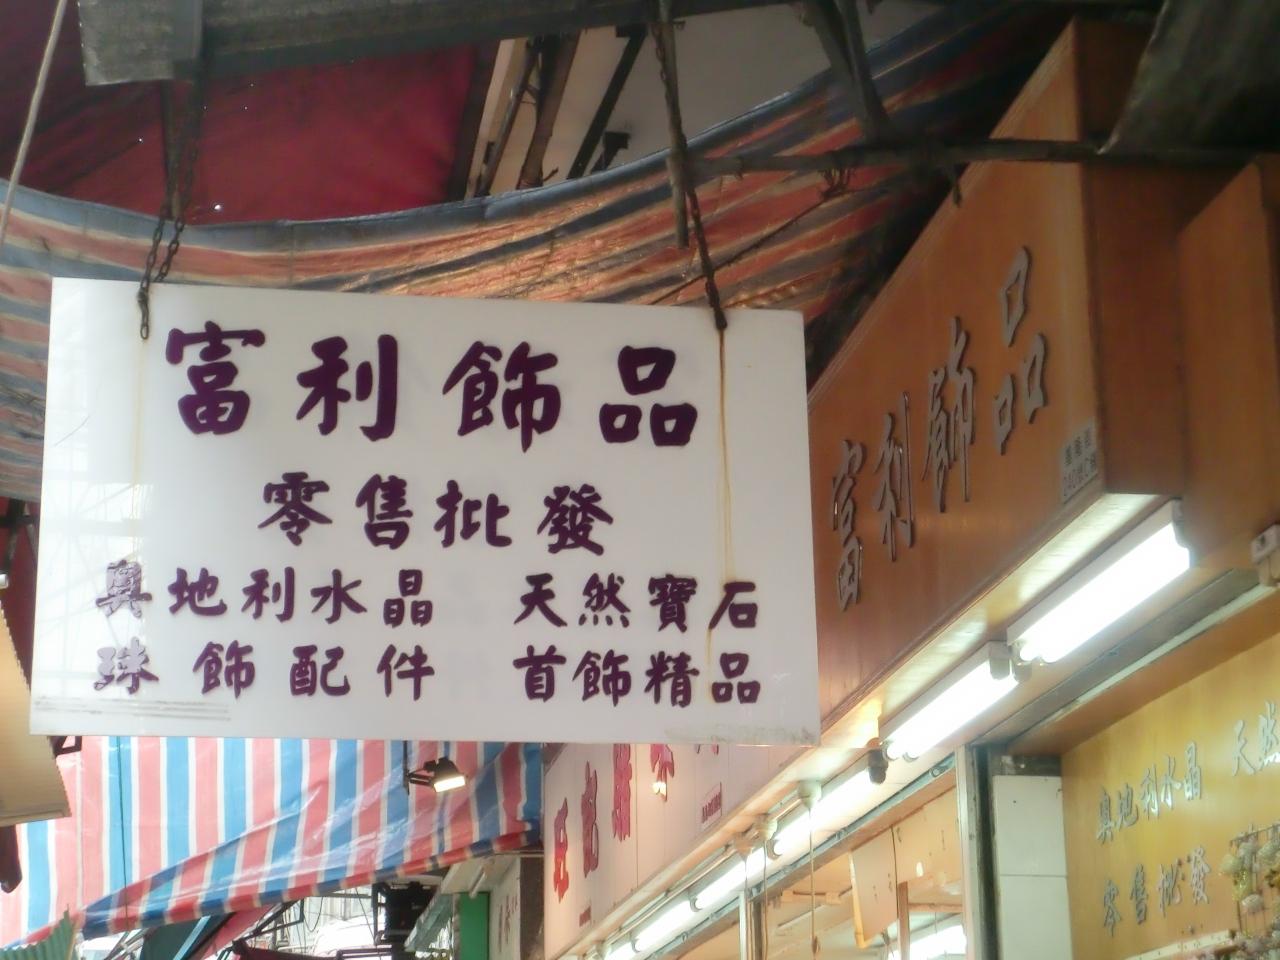 富利飾品
零售批發
奧地利水晶 天然寶石
珠飾配件 首飾精品
富利飾品
奧地利水晶 天然
零售批發